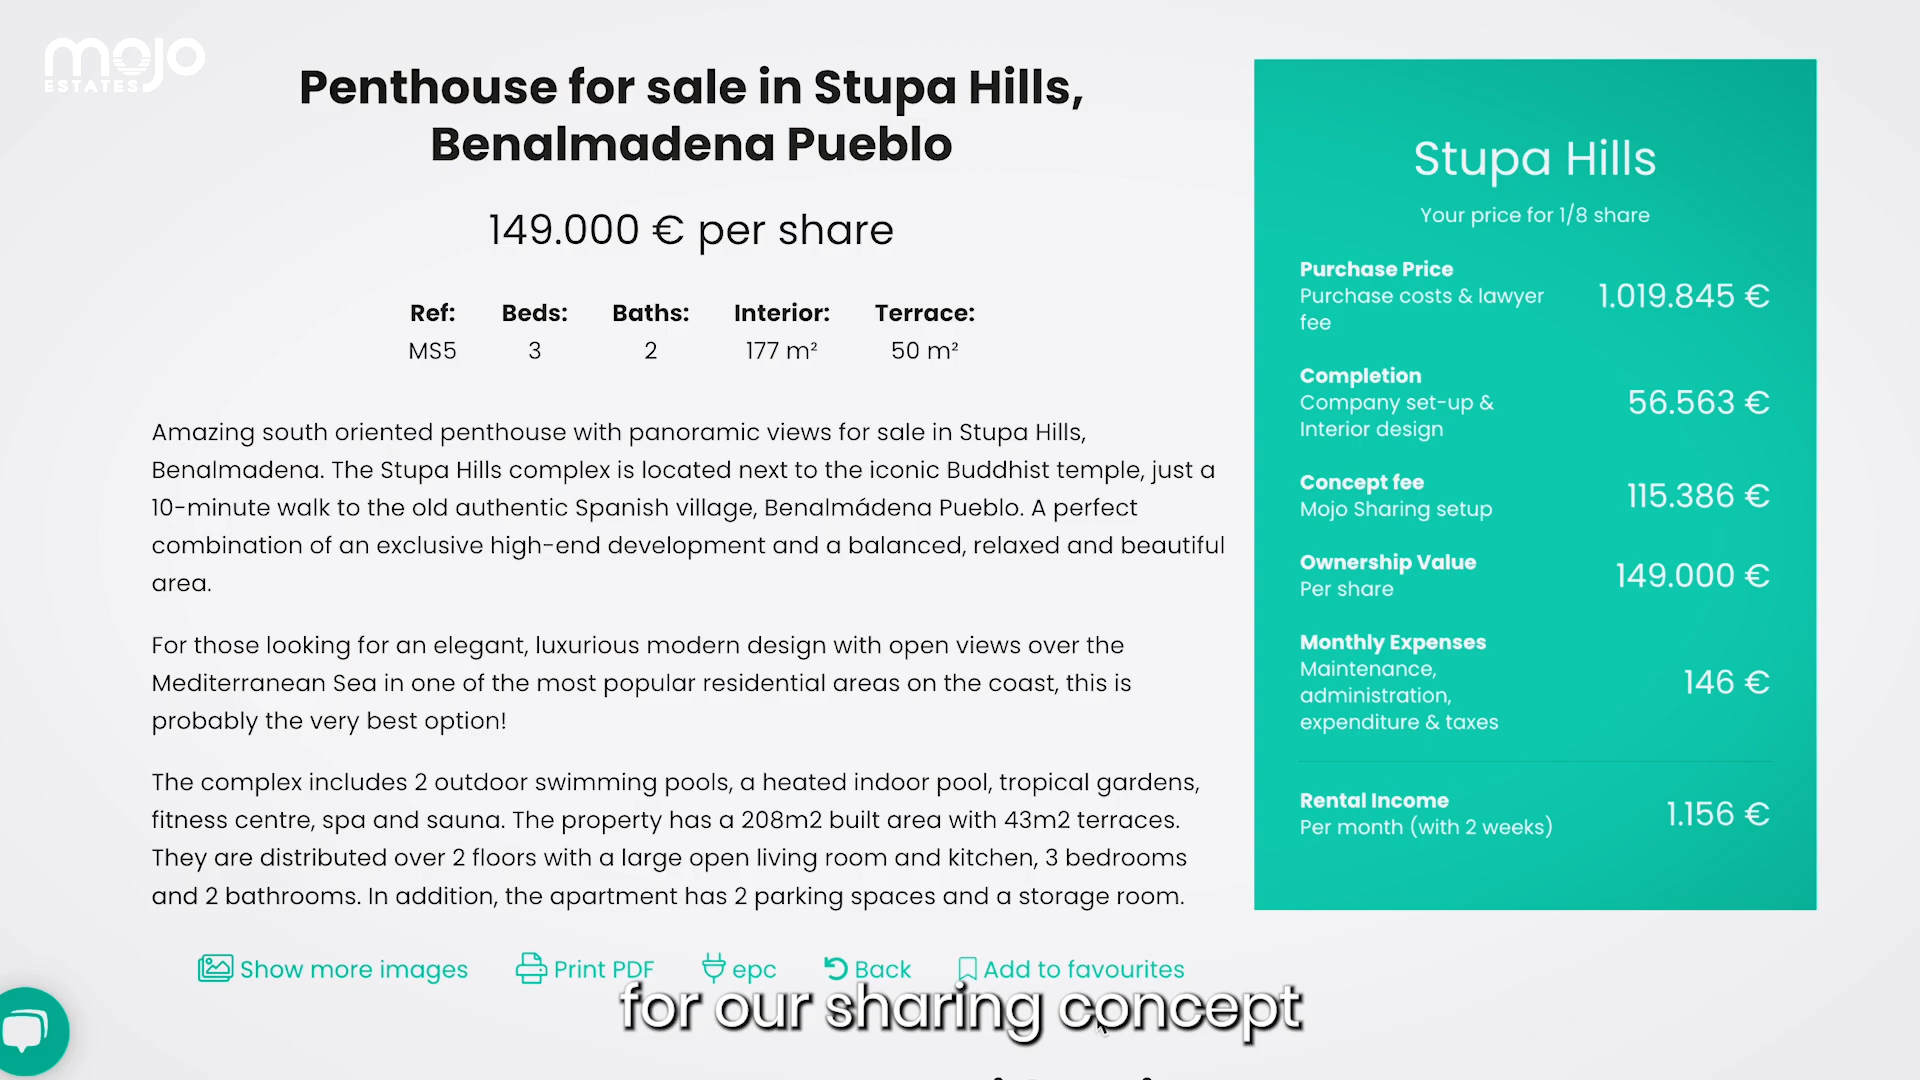 mojo
ESTATES
Penthouse for sale in Stupa Hills,
Benalmadena Pueblo
149.000 € per share
Ref: Beds: Baths: Interior: Terrace:
MS5 3 2 177 m² 50 m²
Amazing south oriented penthouse with panoramic views for sale in Stupa Hills,
Benalmadena. The Stupa Hills complex is located next to the iconic Buddhist temple, just a
10-minute walk to the old authentic Spanish village, Benalmádena Pueblo. A perfect
combination of an exclusive high-end development and a balanced, relaxed and beautiful
area.
For those looking for an elegant, luxurious modern design with open views over the
Mediterranean Sea in one of the most popular residential areas on the coast, this is
probably the very best option!
The complex includes 2 outdoor swimming pools, a heated indoor pool, tropical gardens,
fitness centre, spa and sauna. The property has a 208m2 built area with 43m2 terraces.
They are distributed over 2 floors with a large open living room and kitchen, 3 bedrooms
and 2 bathrooms. In addition, the apartment has 2 parking spaces and a storage room.
Show more images Print PDF epc Back Add to favourites
Stupa Hills
Your price for 1/8 share
Purchase Price
Purchase costs & lawyer 1.019.845 €
fee
Completion
Company set-up & 56.563 €
Interior design
Concept fee
Mojo Sharing setup 115.386 €
Ownership Value
Per share 149.000 €
Monthly Expenses
Maintenance,
administration, 146 €
expenditure & taxes
Rental Income
Per month (with 2 weeks) 1.156 €
for our sharing concept